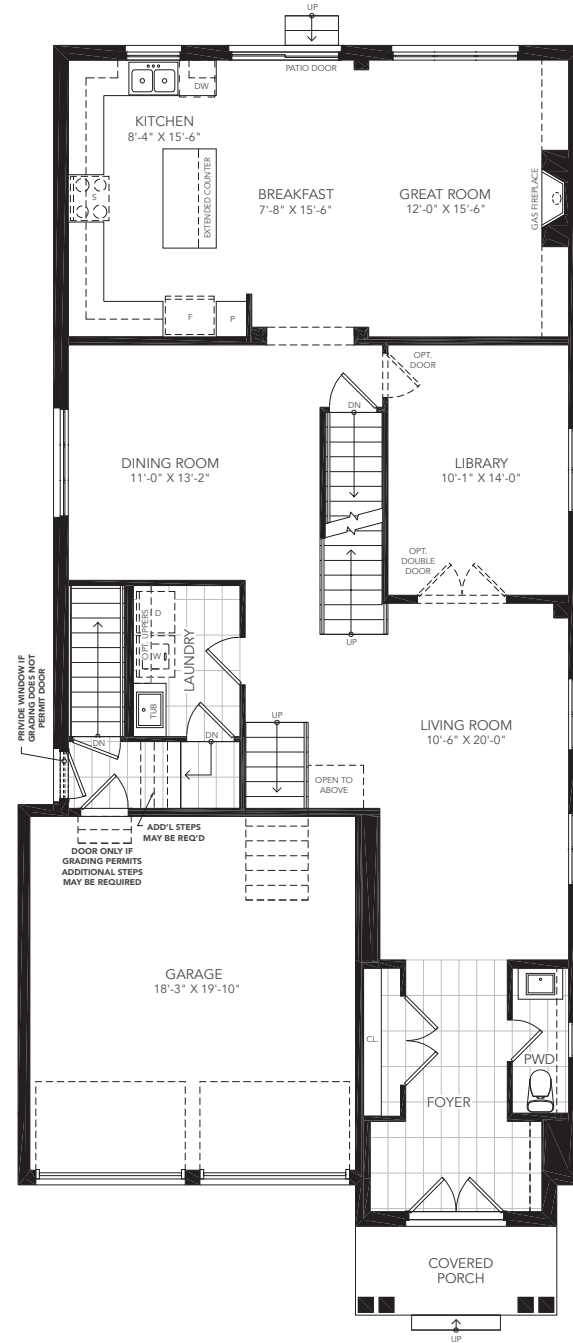 UP
PATIO DOOR
DW
KITCHEN
8'-4" X 15'-6"
S
EXTENDED COUNTER
BREAKFAST
7'-8" X 15'-6"
GREAT ROOM
12'-0" X 15'-6"
GAS FIREPLACE
F
P
OPT.
DOOR
DN
DINING ROOM
11'-0" X 13'-2"
LIBRARY
10'-1" X 14'-0"
OPT.
DOUBLE
DOOR
UP
OPT. UPPERS
D
W
TUB
LAUNDRY
PRIVIDE WINDOW IF
GRADING DOES NOT
PERMIT DOOR
DN
DN
UP
LIVING ROOM
10'-6" X 20'-0"
OPEN TO
ABOVE
ADD'L STEPS
MAY BE REQ'D
DOOR ONLY IF
GRADING PERMITS
ADDITIONAL STEPS
MAY BE REQUIRED
GARAGE
18'-3" X 19'-10"
CL.
PWD
FOYER
COVERED
PORCH
UP